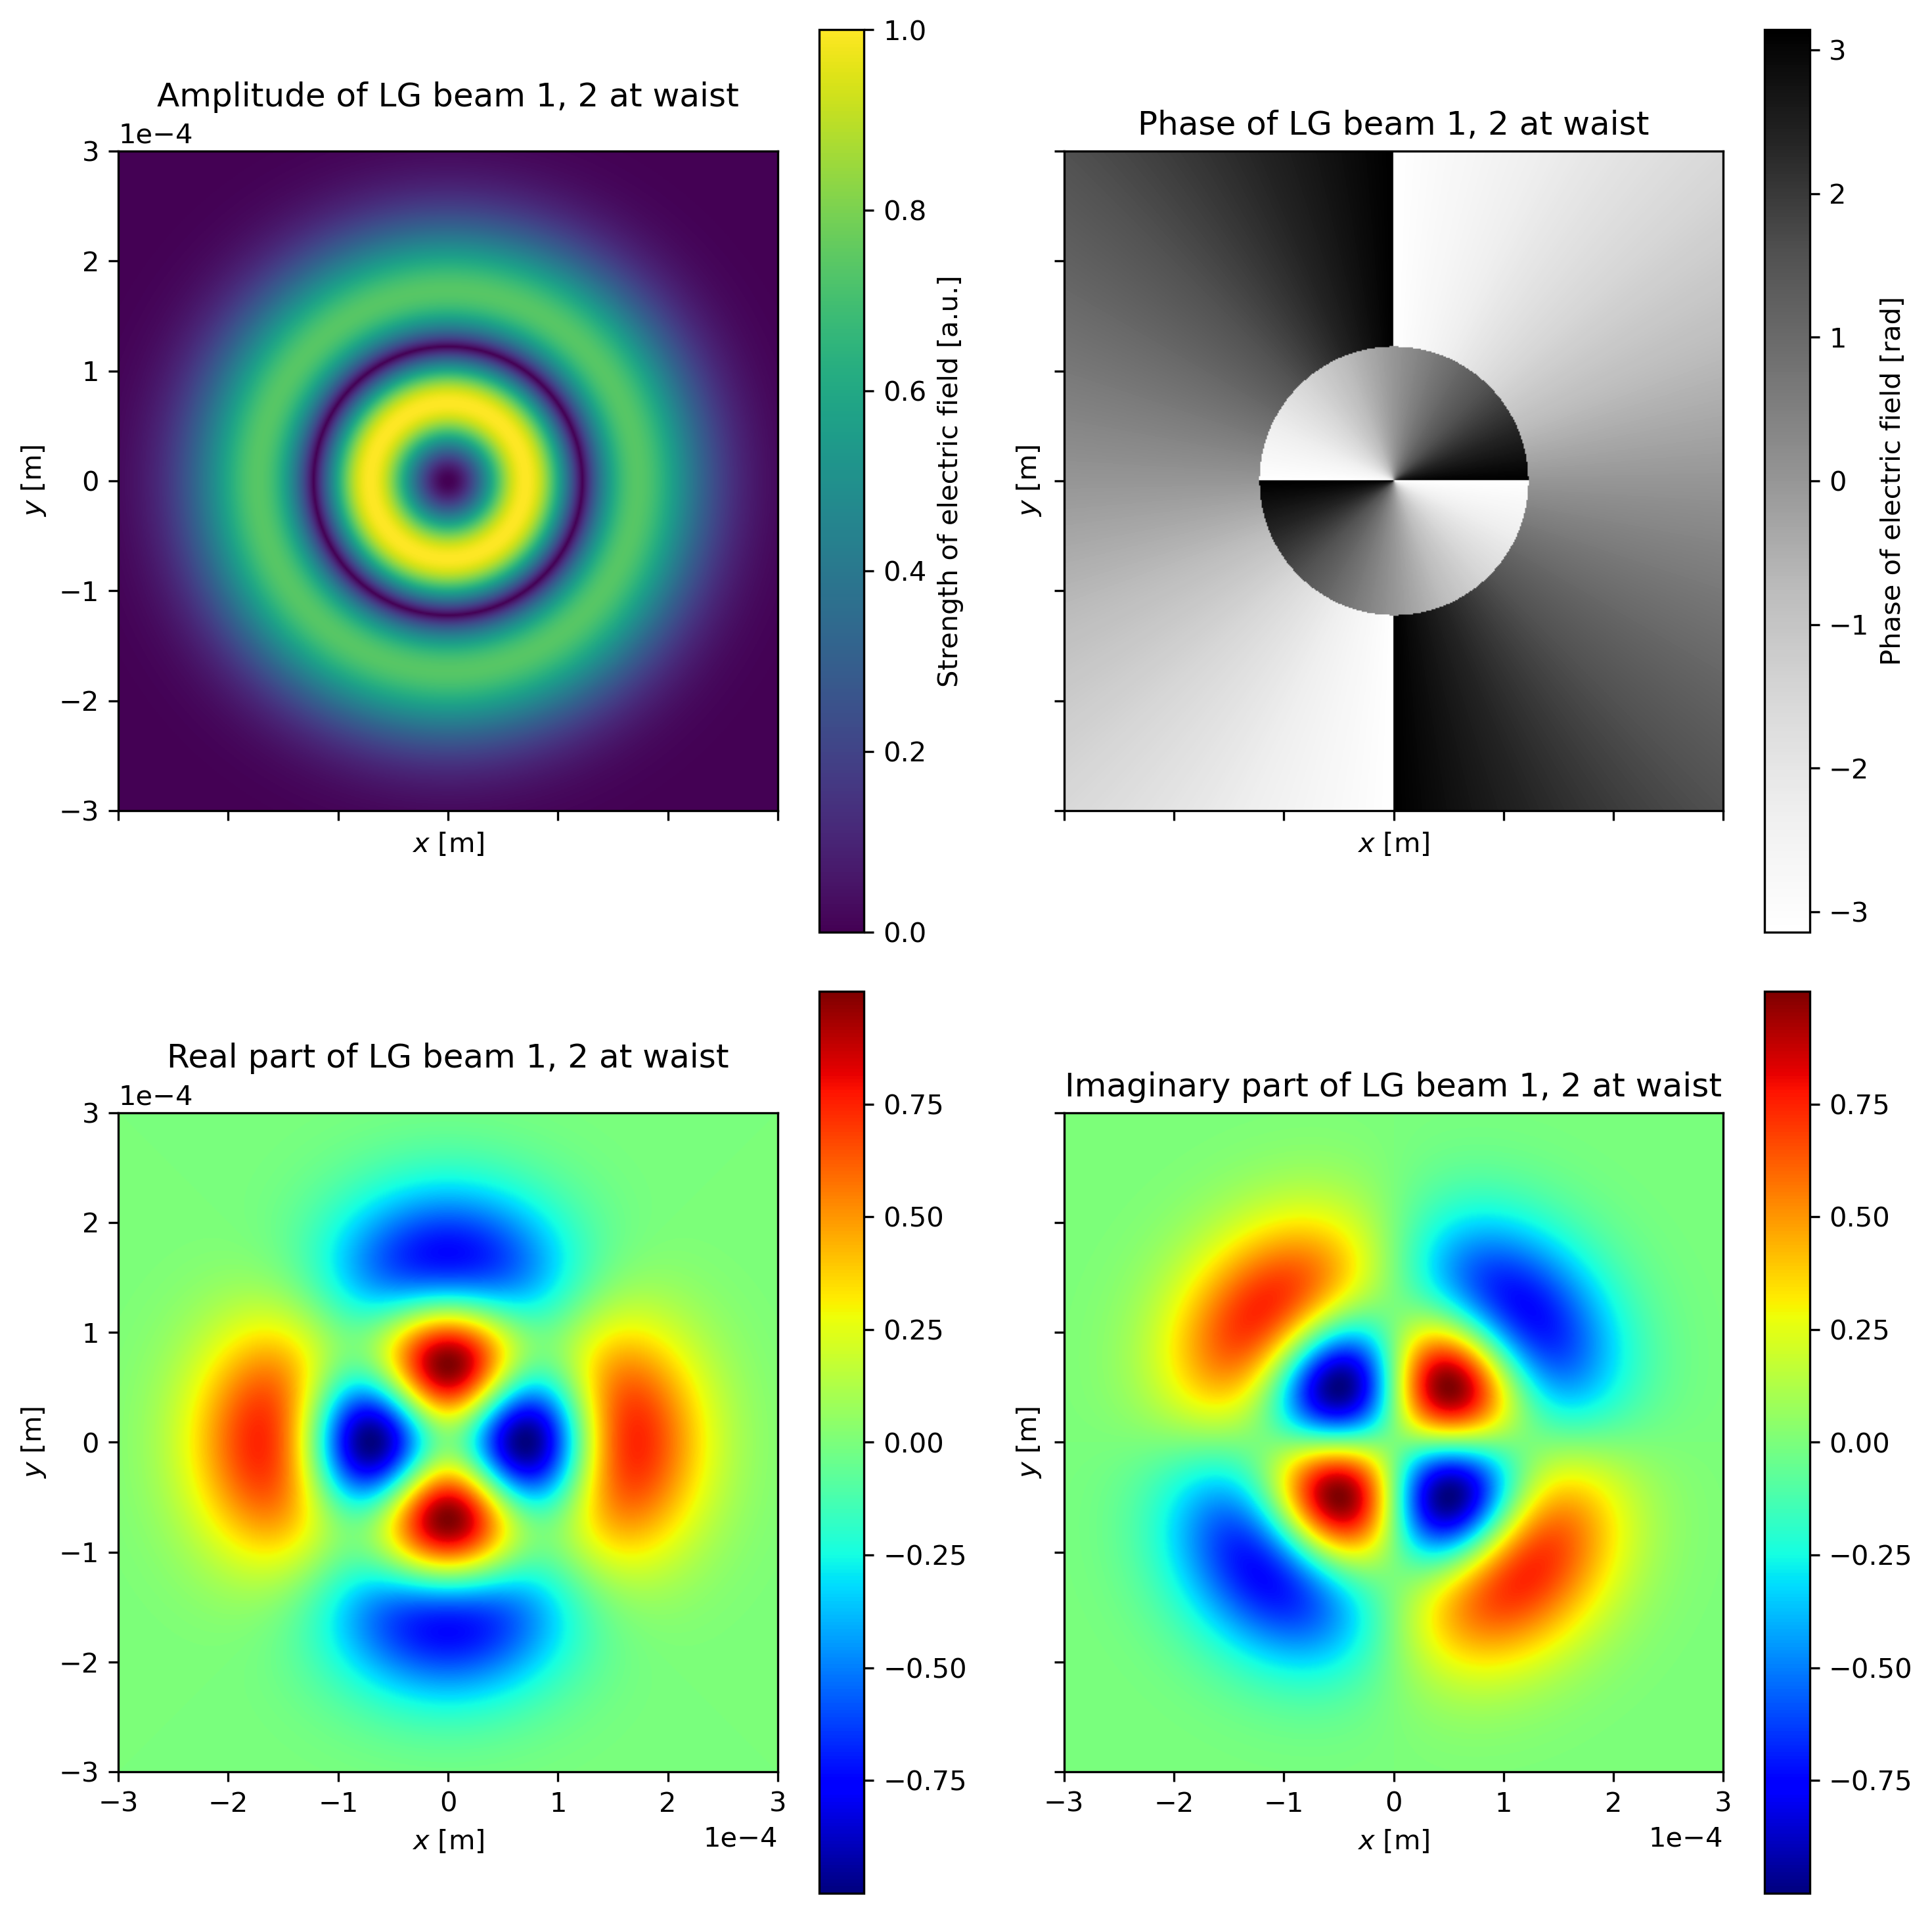 Amplitude of LG beam 1, 2 at waist
1e−4
3
2
1
0
−1
−2
−3
y [m]
x [m]
1.0
0.8
0.6
0.4
0.2
0.0
Strength of electric field [a.u.]
Phase of LG beam 1, 2 at waist
y [m]
x [m]
3
2
1
0
−1
−2
−3
Phase of electric field [rad]
Real part of LG beam 1, 2 at waist
1e−4
3
2
1
0
−1
−2
−3
y [m]
−3 −2 −1 0 1 2 3
x [m]
1e−4
0.75
0.50
0.25
0.00
−0.25
−0.50
−0.75
Imaginary part of LG beam 1, 2 at waist
y [m]
−3 −2 −1 0 1 2 3
x [m]
1e−4
0.75
0.50
0.25
0.00
−0.25
−0.50
−0.75